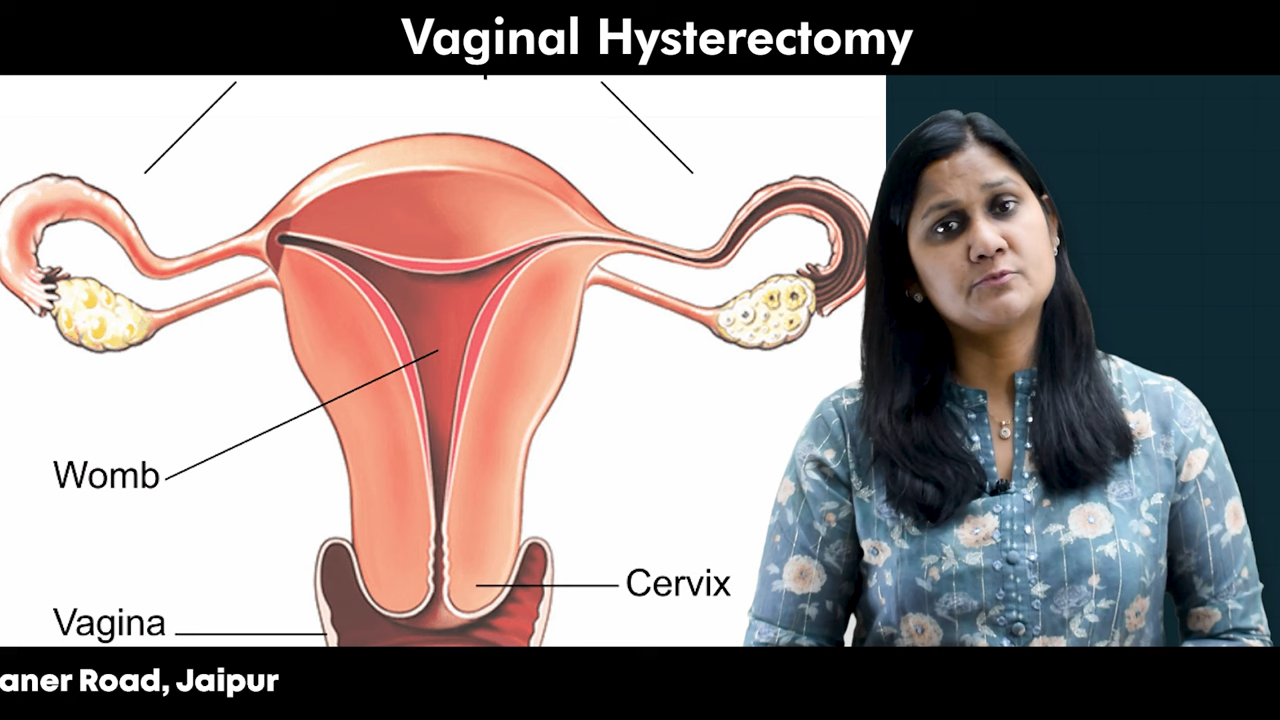 Vaginal Hysterectomy
Womb
Cervix
Vagina
aner Road, Jaipur